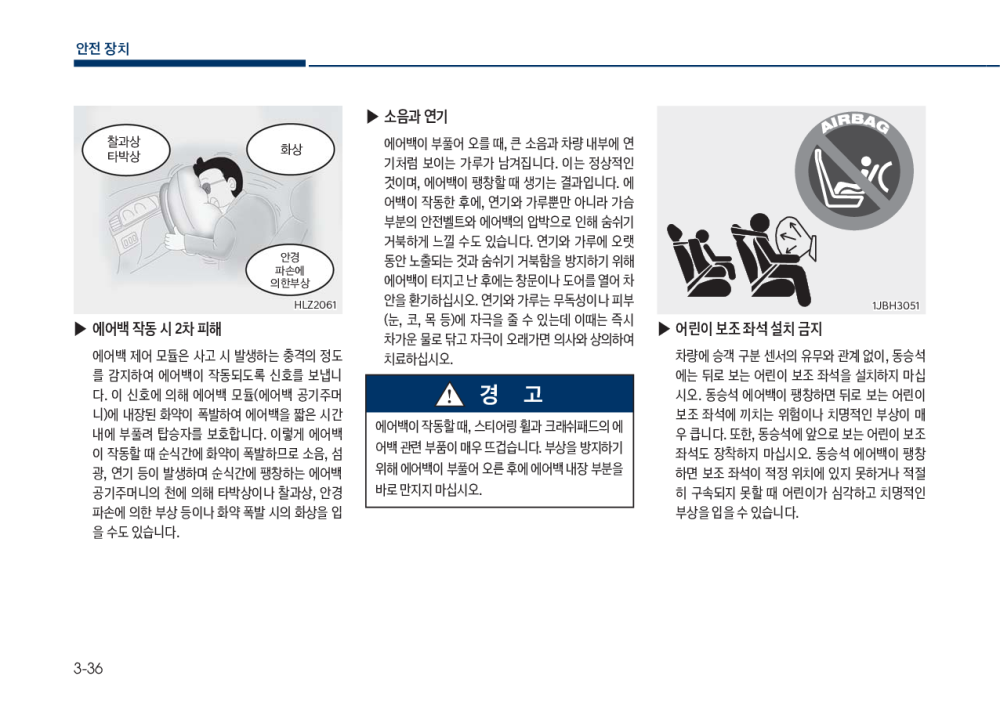 안전 장치
찰과상
타박상
화상
안경
파손에
의한부상
HLZ2061
▶ 에어백 작동 시 2차 피해
에어백 제어 모듈은 사고 시 발생하는 충격의 정도
를 감지하여 에어백이 작동되도록 신호를 보냅니
다. 이 신호에 의해 에어백 모듈(에어백 공기주머
니)에 내장된 화약이 폭발하여 에어백을 짧은 시간
내에 부풀려 탑승자를 보호합니다. 이렇게 에어백
이 작동할 때 순식간에 화약이 폭발하므로 소음, 섬
광, 연기 등이 발생하며 순식간에 팽창하는 에어백
공기주머니의 천에 의해 타박상이나 찰과상, 안경
파손에 의한 부상 등이나 화약 폭발 시의 화상을 입
을 수도 있습니다.
▶ 소음과 연기
에어백이 부풀어 오를 때, 큰 소음과 차량 내부에 연
기처럼 보이는 가루가 남겨집니다. 이는 정상적인
것이며, 에어백이 팽창할 때 생기는 결과입니다. 에
어백이 작동한 후에, 연기와 가루뿐만 아니라 가슴
부분의 안전벨트와 에어백의 압박으로 인해 숨쉬기
거북하게 느낄 수도 있습니다. 연기와 가루에 오랫
동안 노출되는 것과 숨쉬기 거북함을 방지하기 위해
에어백이 터지고 난 후에는 창문이나 도어를 열어 차
안을 환기하십시오. 연기와 가루는 무독성이나 피부
(눈, 코, 목 등)에 자극을 줄 수 있는데 이때는 즉시
차가운 물로 닦고 자극이 오래가면 의사와 상의하여
치료하십시오.
경 고
에어백이 작동할 때, 스티어링 휠과 크래쉬패드의 에
어백 관련 부품이 매우 뜨겁습니다. 부상을 방지하기
위해 에어백이 부풀어 오른 후에 에어백 내장 부분을
바로 만지지 마십시오.
AIRBAG
1JBH3051
▶ 어린이 보조 좌석 설치 금지
차량에 승객 구분 센서의 유무와 관계 없이, 동승석
에는 뒤로 보는 어린이 보조 좌석을 설치하지 마십
시오. 동승석 에어백이 팽창하면 뒤로 보는 어린이
보조 좌석에 끼치는 위험이나 치명적인 부상이 매
우 큽니다. 또한, 동승석에 앞으로 보는 어린이 보조
좌석도 장착하지 마십시오. 동승석 에어백이 팽창
하면 보조 좌석이 적정 위치에 있지 못하거나 적절
히 구속되지 못할 때 어린이가 심각하고 치명적인
부상을 입을 수 있습니다.
3-36